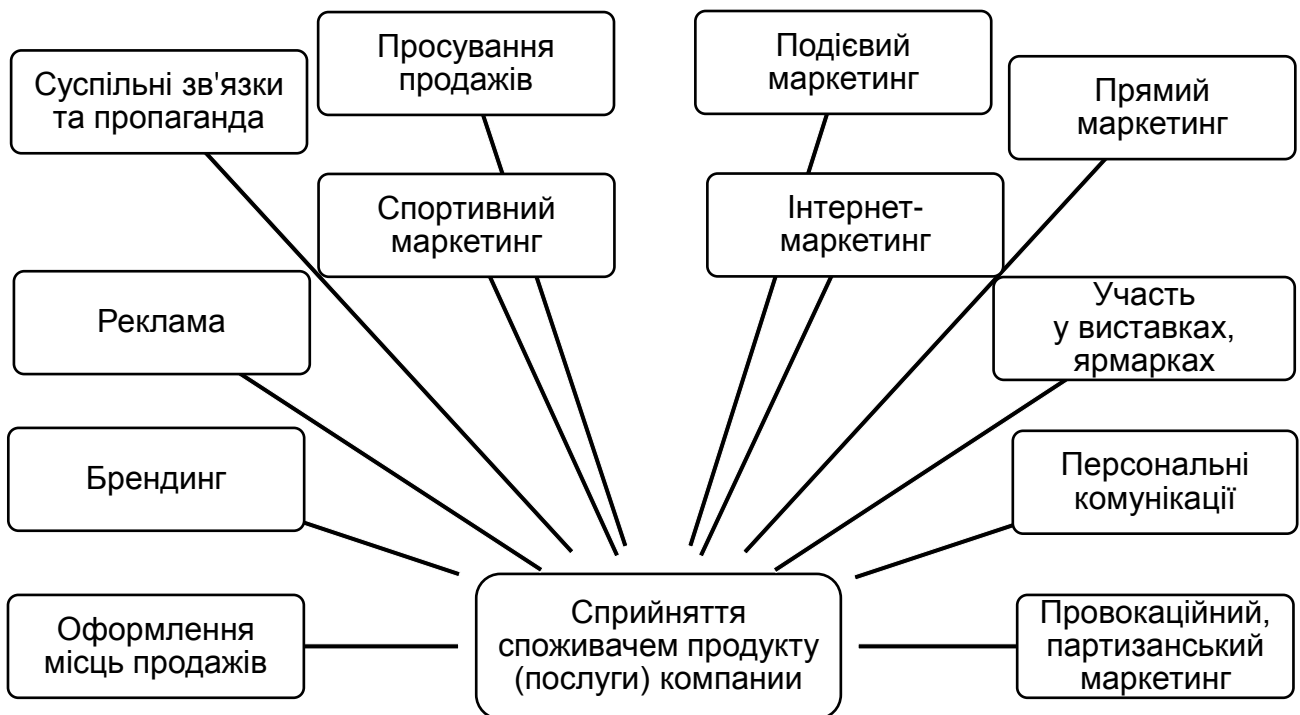 Просування
продажів
Подієвий
маркетинг
Суспільні зв'язки
та пропаганда
Прямий
маркетинг
Спортивний
маркетинг
Інтернет-
маркетинг
Реклама
Участь
у виставках,
ярмарках
Брендинг
Персональні
комунікації
Оформлення
місць продажів
Сприйняття
споживачем продукту
(послуги) компании
Провокаційний,
партизанський
маркетинг